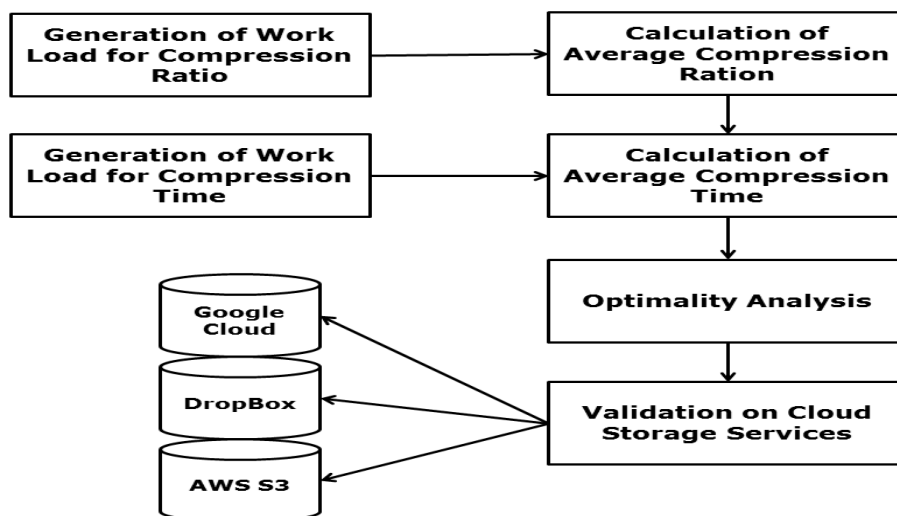 Generation of Work
Load for Compression
Ratio
Calculation of
Average Compression
Ration
Generation of Work
Load for Compression
Time
Calculation of
Average Compression
Time
Optimality Analysis
Google
Cloud
DropBox
AWS S3
Validation on Cloud
Storage Services